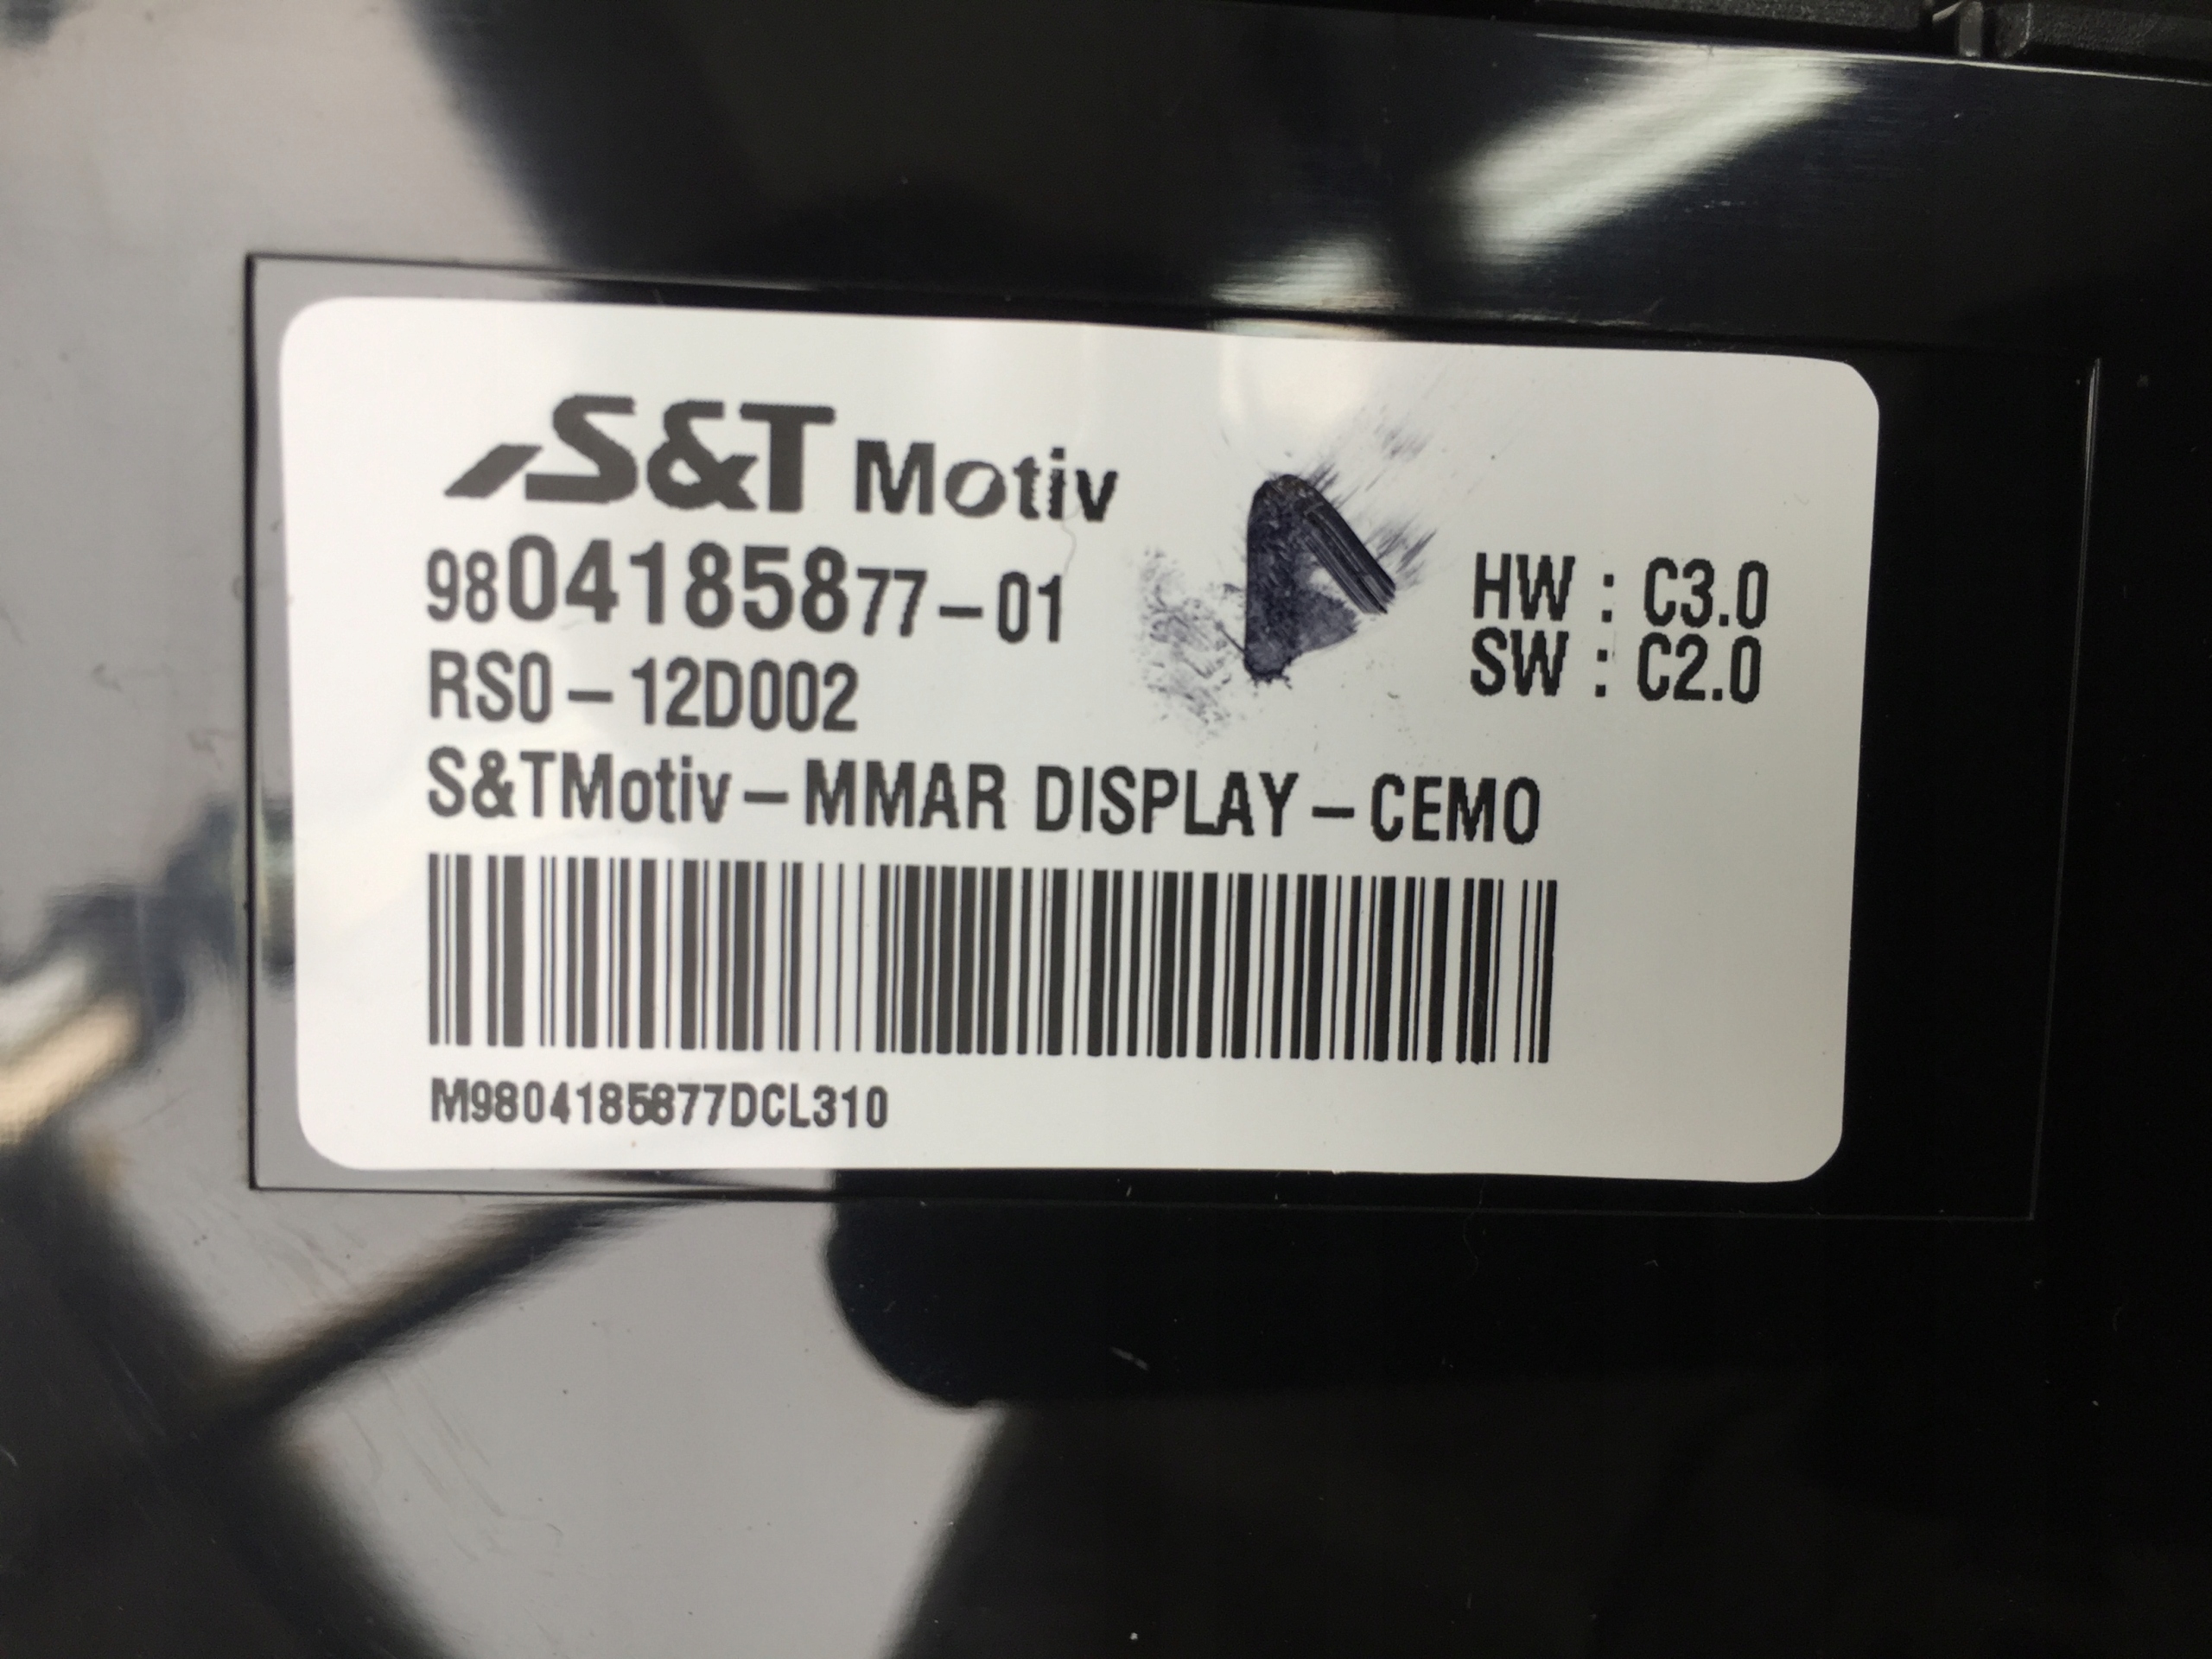 S&T Motiv
9804185877-01
HW : C3.0
RS0-12D002
SW : C2.0
S&TMotiv-MMAR DISPLAY-CEMO
M9804185877DCL310